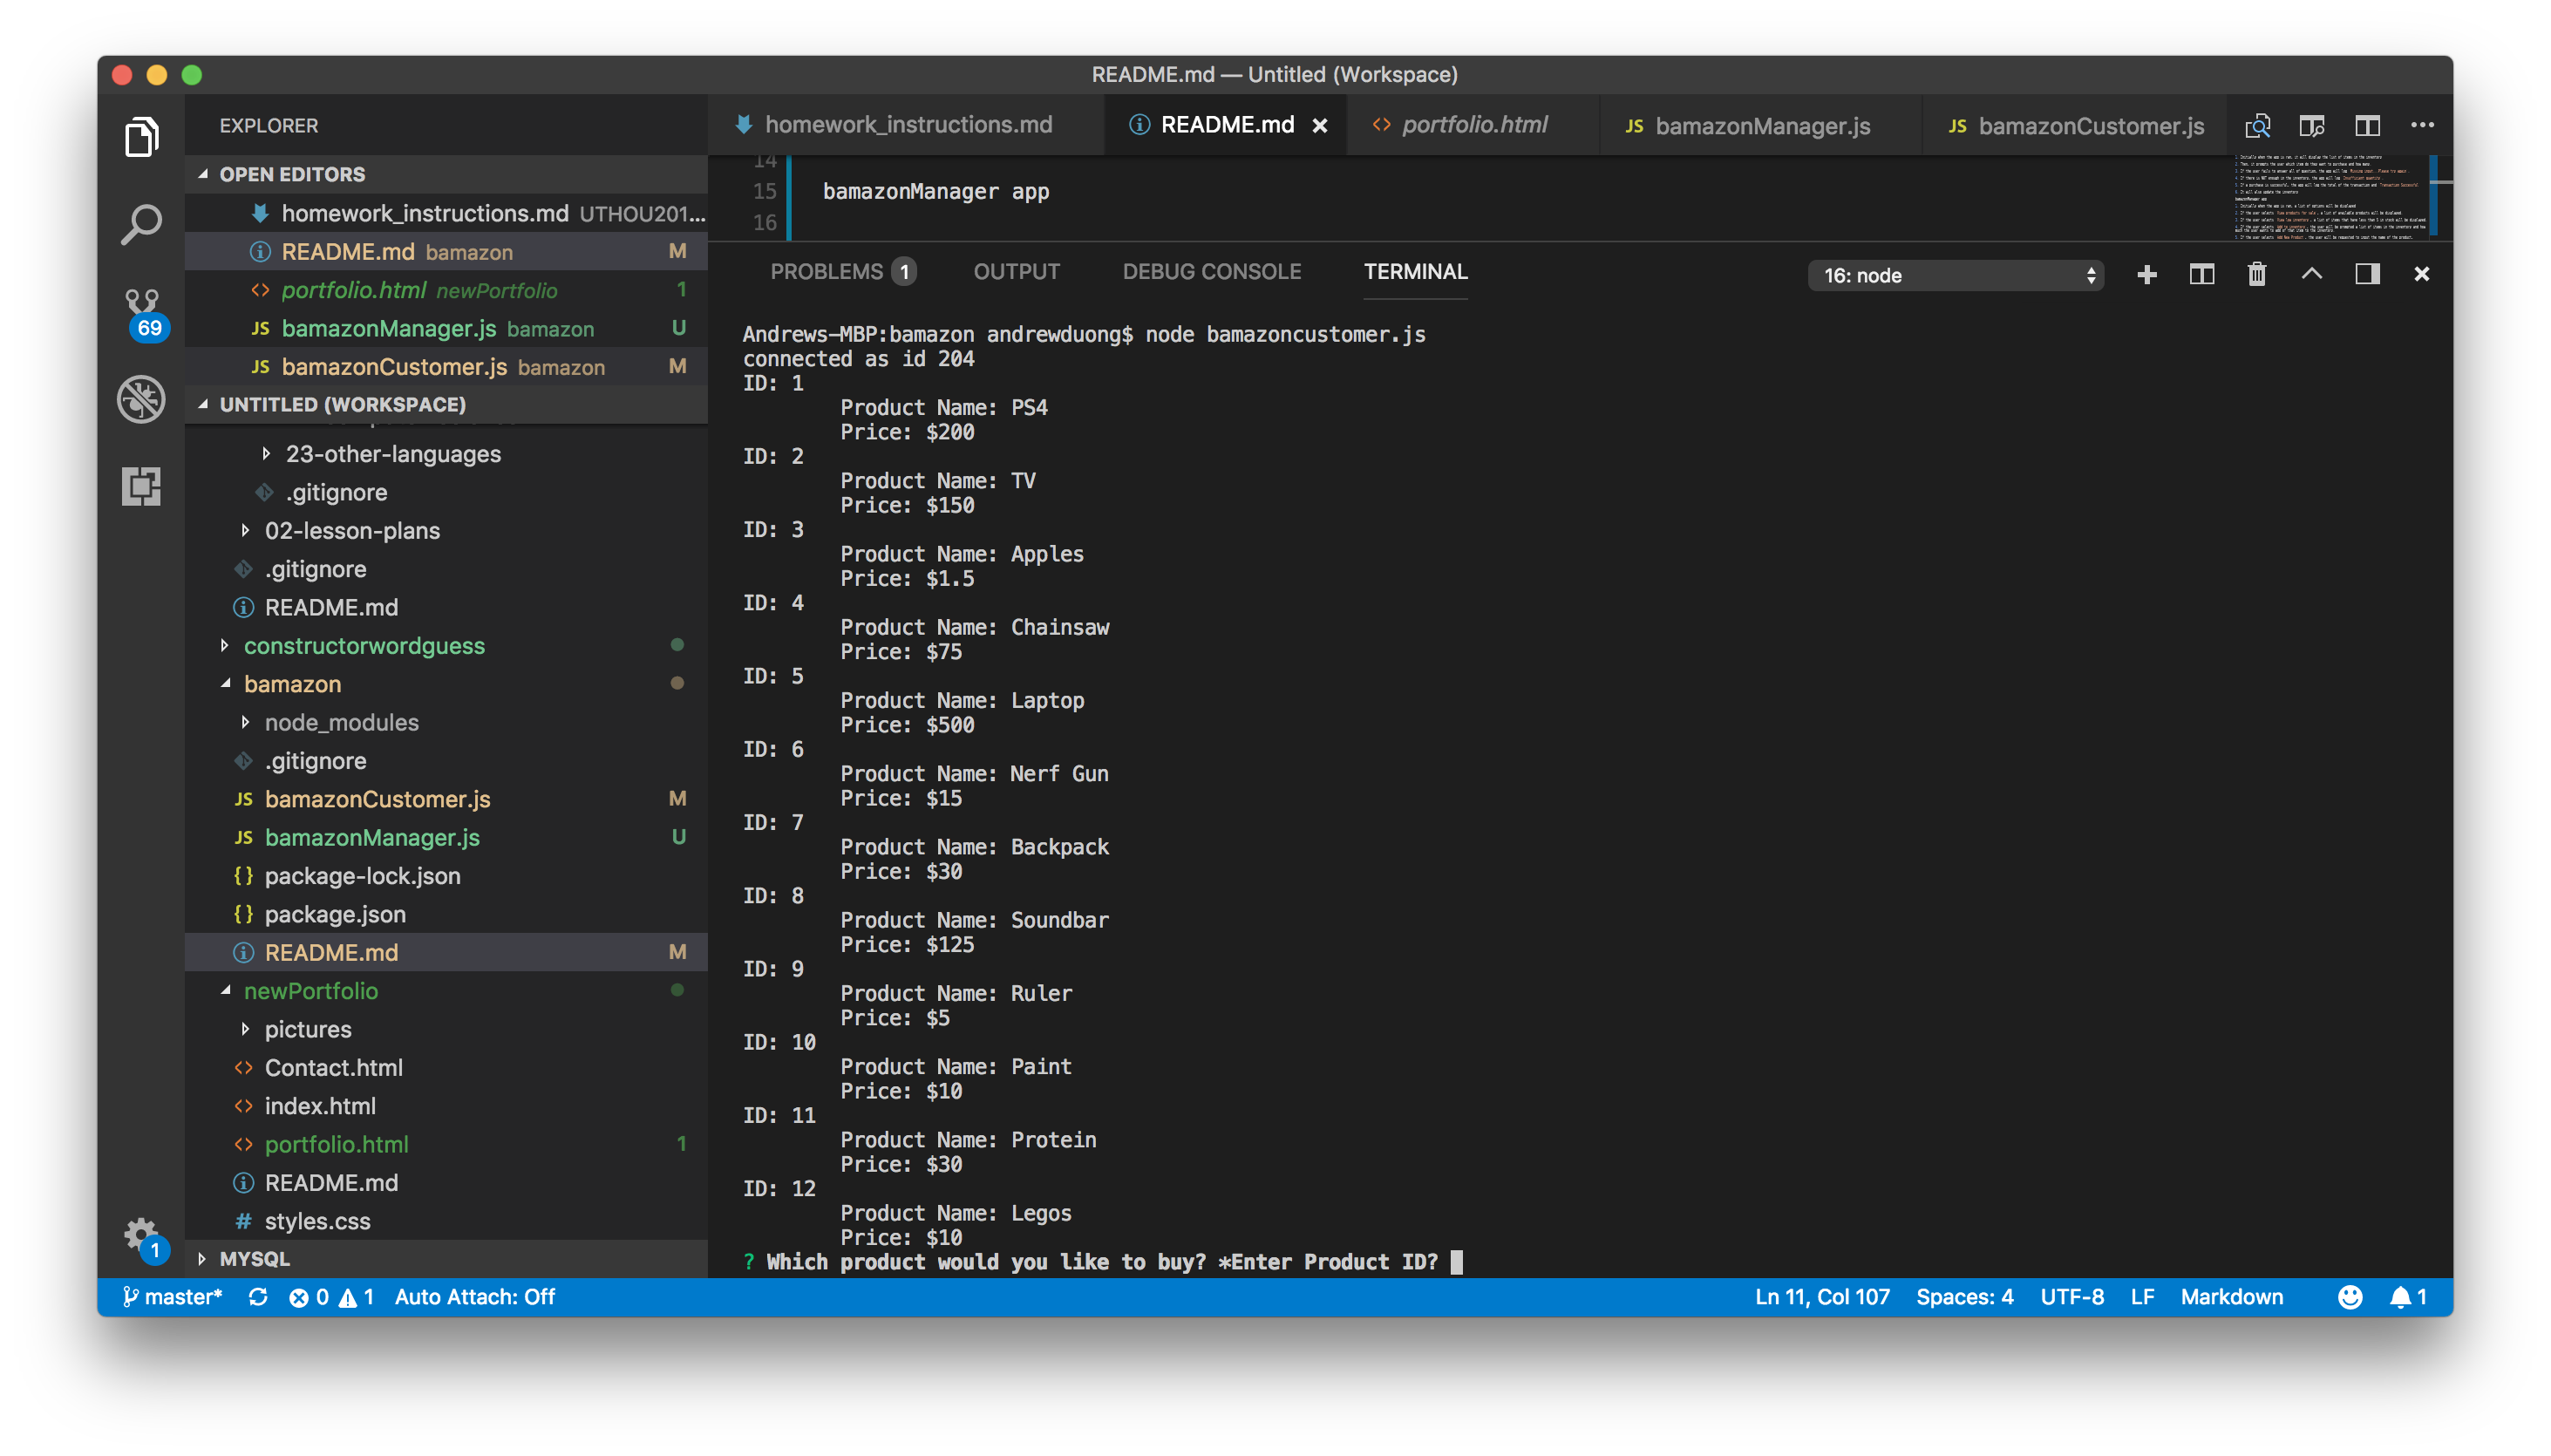 README.md — Untitled (Workspace)
EXPLORER
OPEN EDITORS
homework_instructions.md UTHOU201...
README.md bamazon M
portfolio.html newPortfolio 1
bamazonManager.js bamazon U
bamazonCustomer.js bamazon M
UNTITLED (WORKSPACE)
23-other-languages
.gitignore
02-lesson-plans
.gitignore
README.md
constructorwordguess
bamazon
node_modules
.gitignore
JS bamazonCustomer.js M
JS bamazonManager.js U
{} package-lock.json
{} package.json
README.md M
newPortfolio
pictures
<> Contact.html
<> index.html
<> portfolio.html 1
README.md
# styles.css
MYSQL
69
1
homework_instructions.md README.md × <> portfolio.html JS bamazonManager.js JS bamazonCustomer.js ...
14
15 bamazonManager app
16
PROBLEMS 1 OUTPUT DEBUG CONSOLE TERMINAL 16: node
Andrews-MBP:bamazon andrewduong$ node bamazoncustomer.js
connected as id 204
ID: 1
Product Name: PS4
Price: $200
ID: 2
Product Name: TV
Price: $150
ID: 3
Product Name: Apples
Price: $1.5
ID: 4
Product Name: Chainsaw
Price: $75
ID: 5
Product Name: Laptop
Price: $500
ID: 6
Product Name: Nerf Gun
Price: $15
ID: 7
Product Name: Backpack
Price: $30
ID: 8
Product Name: Soundbar
Price: $125
ID: 9
Product Name: Ruler
Price: $5
ID: 10
Product Name: Paint
Price: $10
ID: 11
Product Name: Protein
Price: $30
ID: 12
Product Name: Legos
Price: $10
? Which product would you like to buy? *Enter Product ID?
master* 0 1 Auto Attach: Off Ln 11, Col 107 Spaces: 4 UTF-8 LF Markdown 1